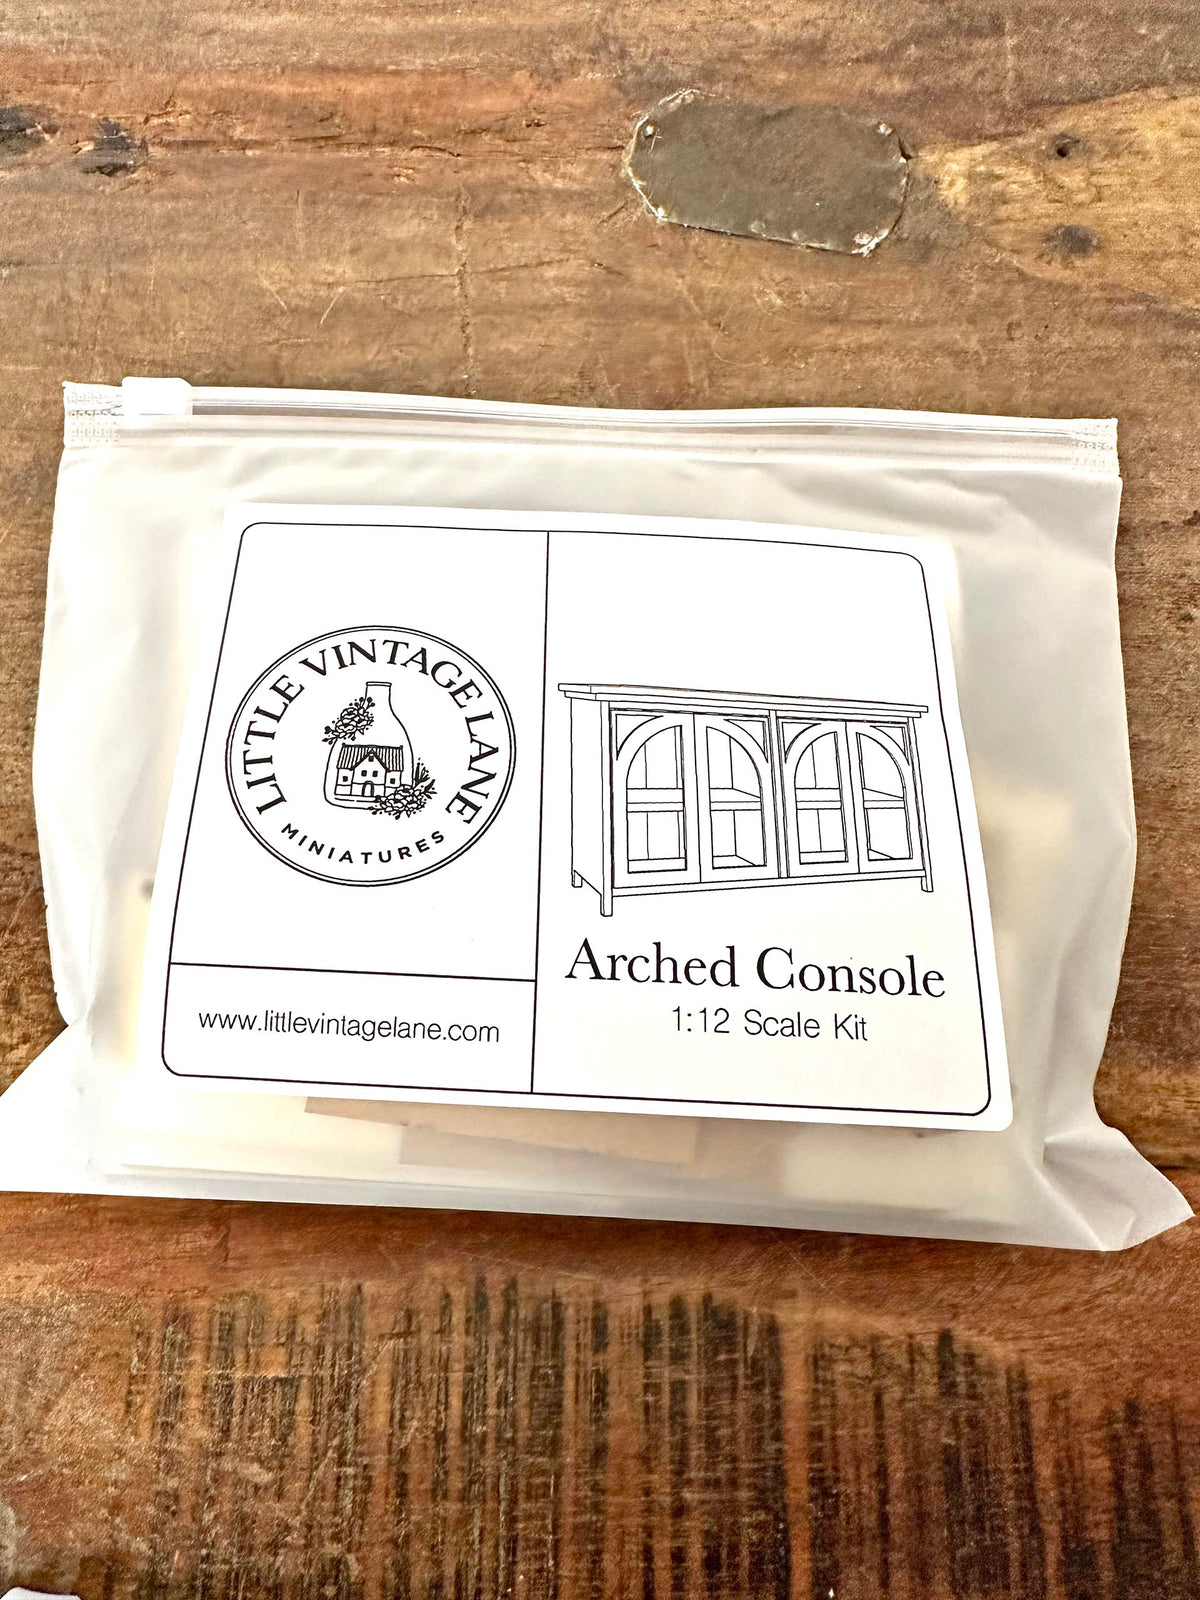 LITTLE VINTAGE LANE
MINIATURES
www.littlevintagelane.com
Arched Console
1:12 Scale Kit